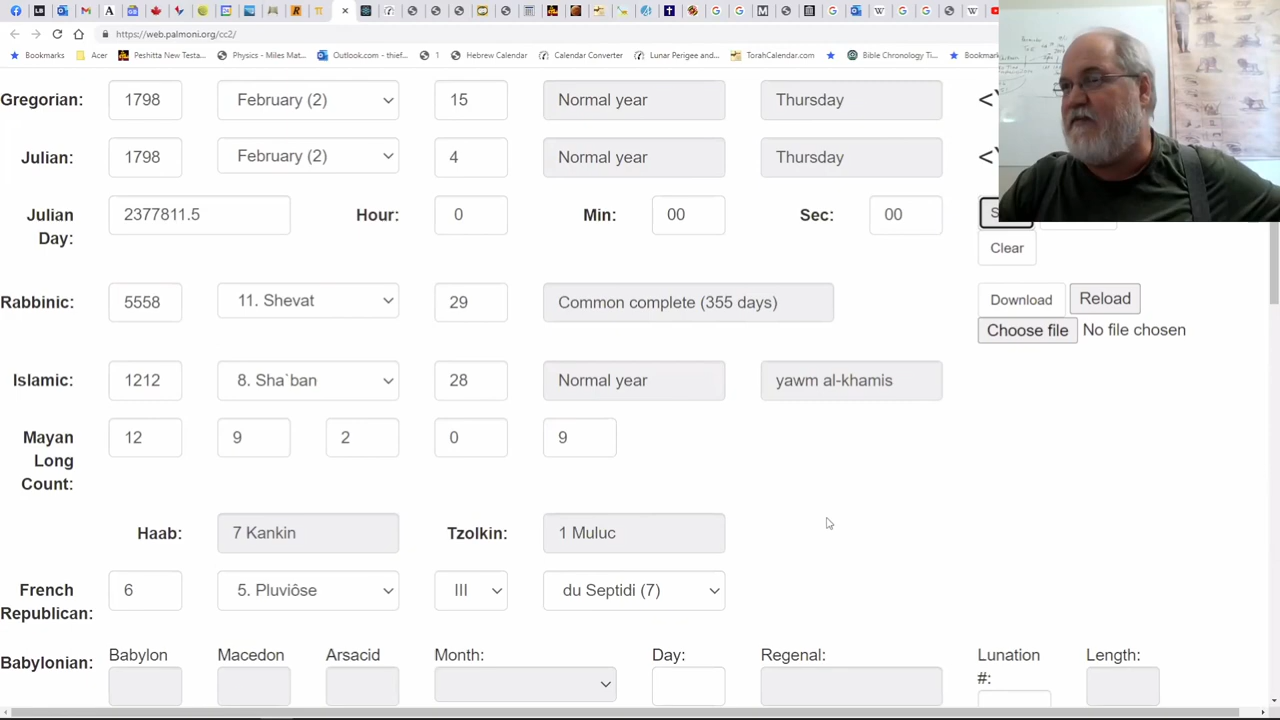 https://web.palmoni.org/cc2/
Bookmarks Acer Peshitta New Testa... Physics - Miles Mat... Outlook.com - thief... 1 Hebrew Calendar Calendar Converter Lunar Perigee and... TorahCalendar.com Bible Chronology Ti... Bookmark
Gregorian: 1798 February (2) 15 Normal year Thursday <
Julian: 1798 February (2) 4 Normal year Thursday <
Julian Day: 2377811.5 Hour: 0 Min: 00 Sec: 00
Clear
Rabbinic: 5558 11. Shevat 29 Common complete (355 days) Download Reload
Choose file No file chosen
Islamic: 1212 8. Sha`ban 28 Normal year yawm al-khamis
Mayan Long Count: 12 9 2 0 9
Haab: 7 Kankin Tzolkin: 1 Muluc
French Republican: 6 5. Pluviôse III du Septidi (7)
Babylonian: Babylon Macedon Arsacid Month: Day: Regenal: Lunation #: Length: